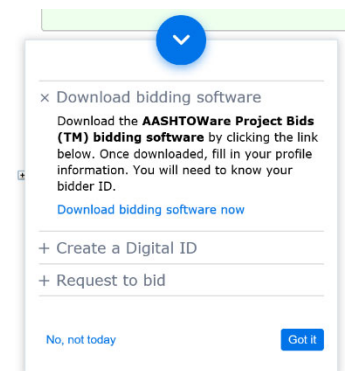 × Download bidding software
Download the AASHTOWare Project Bids
(TM) bidding software by clicking the link
below. Once downloaded, fill in your profile
information. You will need to know your
bidder ID.
Download bidding software now
+ Create a Digital ID
+ Request to bid
No, not today
Got it